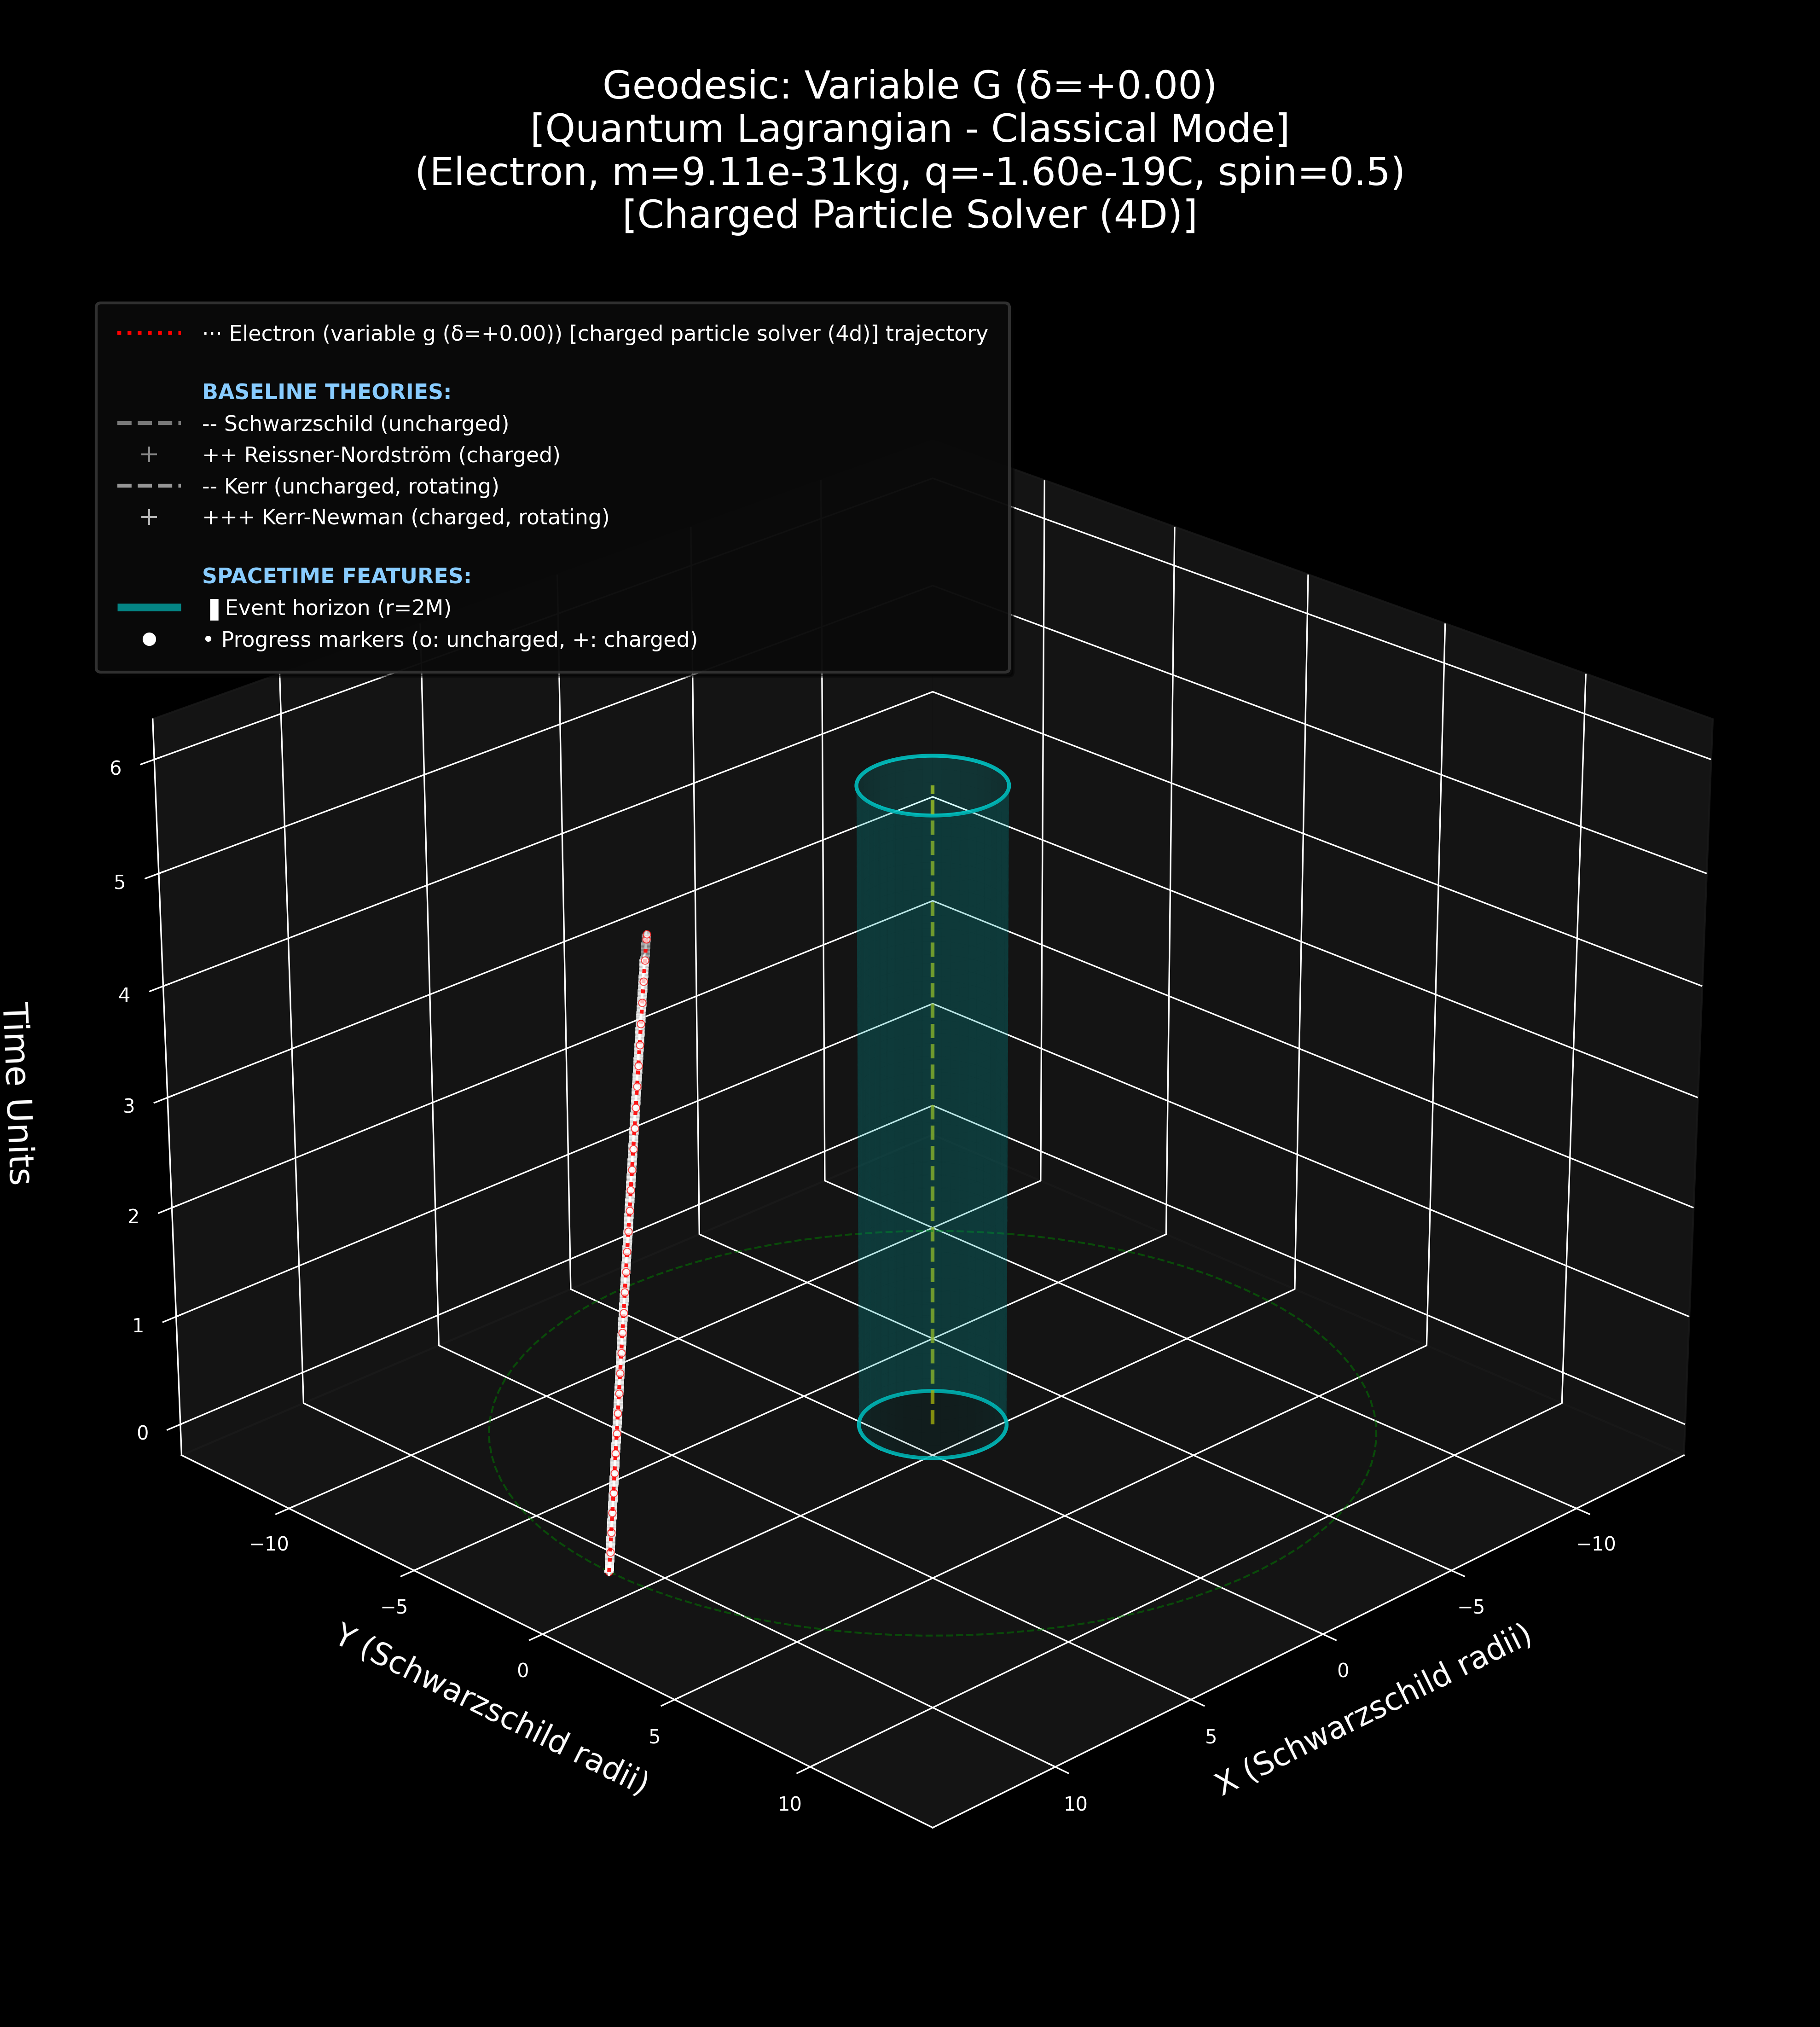 Geodesic: Variable G (δ=+0.00)
[Quantum Lagrangian - Classical Mode]
(Electron, m=9.11e-31kg, q=-1.60e-19C, spin=0.5)
[Charged Particle Solver (4D)]
··· Electron (variable g (δ=+0.00)) [charged particle solver (4d)] trajectory
BASELINE THEORIES:
-- Schwarzschild (uncharged)
++ Reissner-Nordström (charged)
-- Kerr (uncharged, rotating)
+++ Kerr-Newman (charged, rotating)
SPACETIME FEATURES:
▐ Event horizon (r=2M)
• Progress markers (o: uncharged, +: charged)
6
5
4
3
2
1
0
Time Units
−10
−5
0
5
10
Y (Schwarzschild radii)
10
5
0
−5
−10
X (Schwarzschild radii)